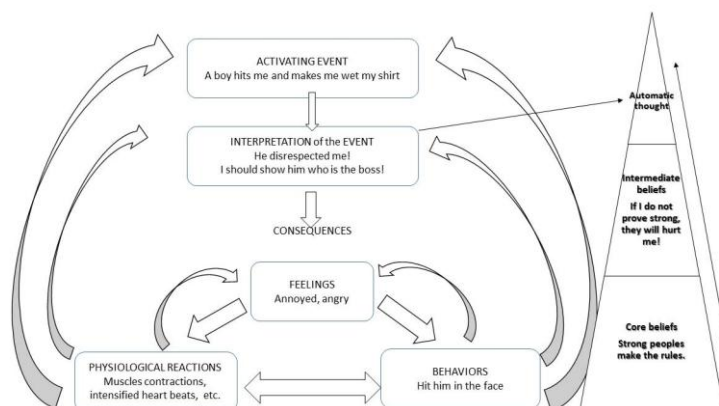 ACTIVATING EVENT
A boy hits me and makes me wet my shirt
INTERPRETATION of the EVENT
He disrespected me!
I should show him who is the boss!
CONSEQUENCES
FEELINGS
Annoyed, angry
PHYSIOLOGICAL REACTIONS
Muscles contractions,
intensified heart beats, etc.
BEHAVIORS
Hit him in the face
Automatic
thought
Intermediate
beliefs
If I do not
prove strong,
they will hurt
me!
Core beliefs
Strong peoples
make the rules.